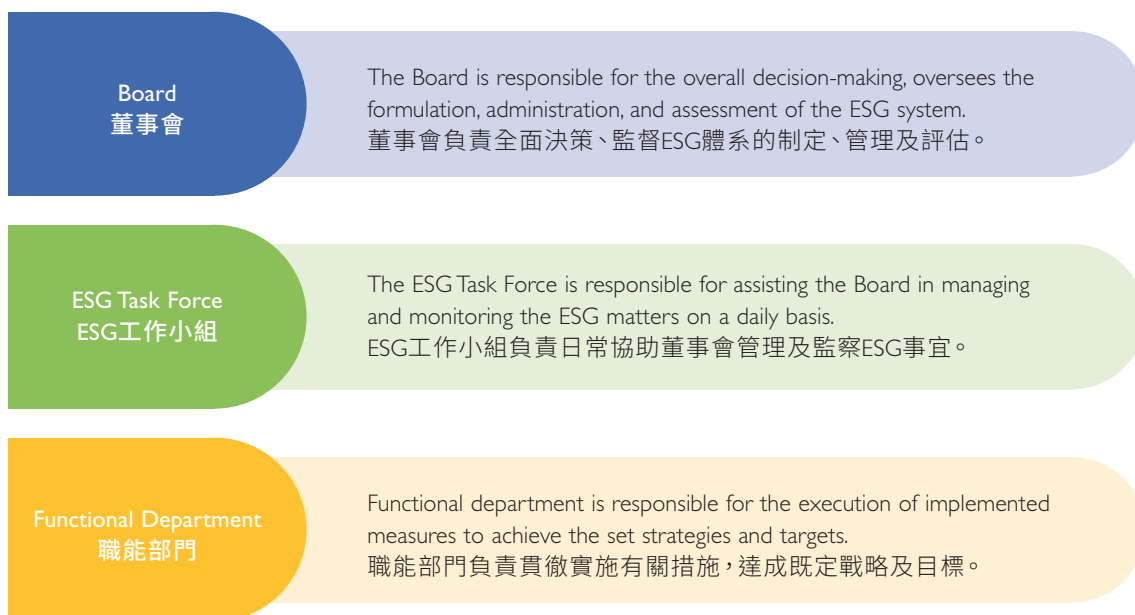 Board
董事會
The Board is responsible for the overall decision-making, oversees the
formulation, administration, and assessment of the ESG system.
董事會負責全面決策、監督ESG體系的制定、管理及評估。
ESG Task Force
ESG工作小組
The ESG Task Force is responsible for assisting the Board in managing
and monitoring the ESG matters on a daily basis.
ESG工作小組負責日常協助董事會管理及監察ESG事宜。
Functional Department
職能部門
Functional department is responsible for the execution of implemented
measures to achieve the set strategies and targets.
職能部門負責貫徹實施有關措施，達成既定戰略及目標。